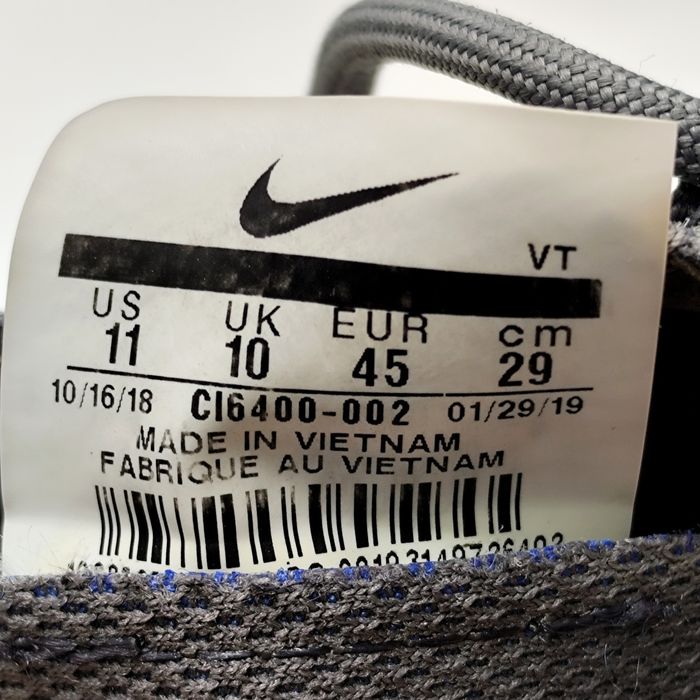 VT
US UK EUR cm
11 10 45 29
10/16/18 CI6400-002 01/29/19
MADE IN VIETNAM
FABRIQUE AU VIETNAM